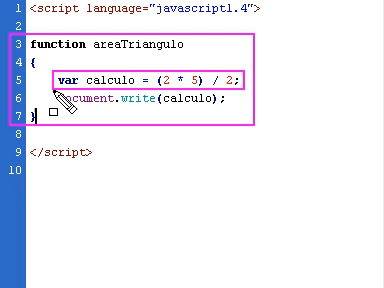 1 <script language="javascript1.4">
2
3 function areaTriangulo
4 {
5 var calculo = (2 * 5) / 2;
6 document.write(calculo);
7 }
8
9 </script>
10